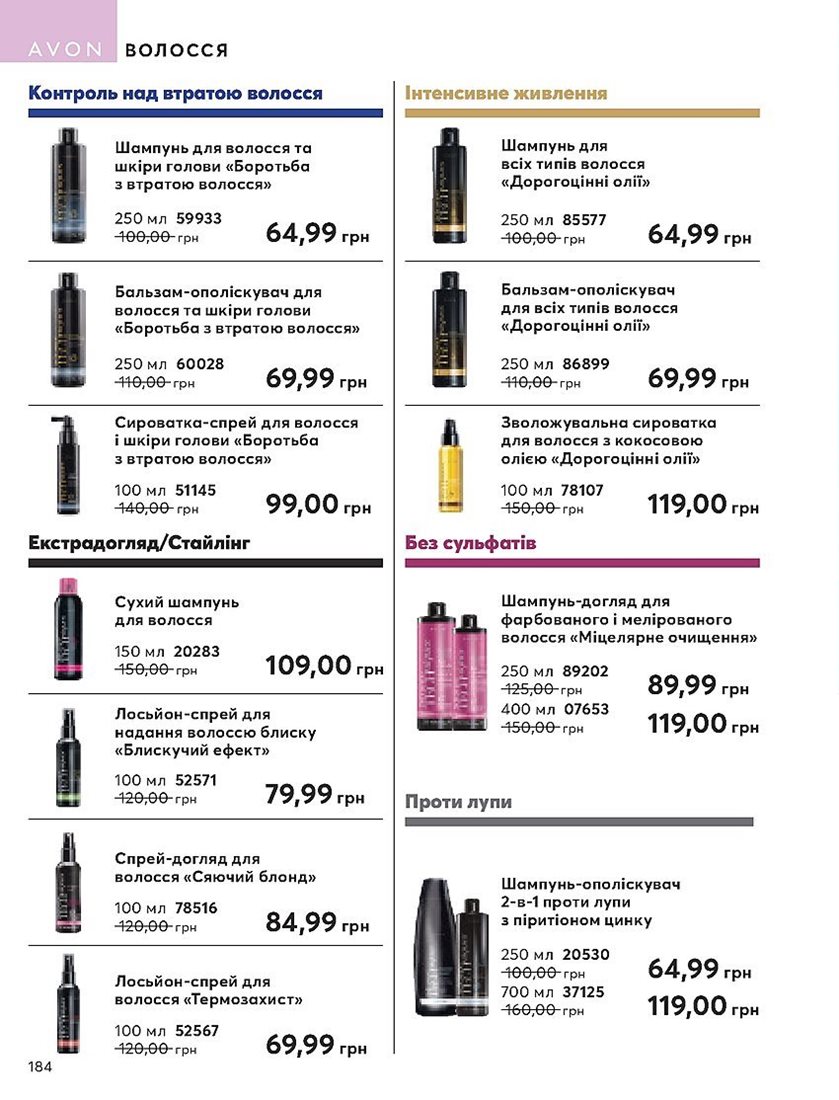 AVON ВОЛОССЯ
Контроль над втратою волосся
Шампунь для волосся та
шкіри голови «Боротьба
з втратою волосся»
250 мл 59933
100,00 грн
64,99 грн
Бальзам-ополіскувач для
волосся та шкіри голови
«Боротьба з втратою волосся»
250 мл 60028
110,00 грн
69,99 грн
Сироватка-спрей для волосся
і шкіри голови «Боротьба
з втратою волосся»
100 мл 51145
140,00 грн
99,00 грн
Екстрадогляд/Стайлінг
Сухий шампунь
для волосся
150 мл 20283
150,00 грн
109,00 грн
Лосьйон-спрей для
надання волоссю блиску
«Блискучий ефект»
100 мл 52571
120,00 грн
79,99 грн
Спрей-догляд для
волосся «Сяючий блонд»
100 мл 78516
120,00 грн
84,99 грн
Лосьйон-спрей для
волосся «Термозахист»
100 мл 52567
120,00 грн
69,99 грн
Інтенсивне живлення
Шампунь для
всіх типів волосся
«Дорогоцінні олії»
250 мл 85577
100,00 грн
64,99 грн
Бальзам-ополіскувач
для всіх типів волосся
«Дорогоцінні олії»
250 мл 86899
110,00 грн
69,99 грн
Зволожувальна сироватка
для волосся з кокосовою
олією «Дорогоцінні олії»
100 мл 78107
150,00 грн
119,00 грн
Без сульфатів
Шампунь-догляд для
фарбованого і мелірованого
волосся «Міцелярне очищення»
250 мл 89202
125,00 грн
89,99 грн
400 мл 07653
150,00 грн
119,00 грн
Проти лупи
Шампунь-ополіскувач
2-в-1 проти лупи
з піритіоном цинку
250 мл 20530
100,00 грн
64,99 грн
700 мл 37125
160,00 грн
119,00 грн
184